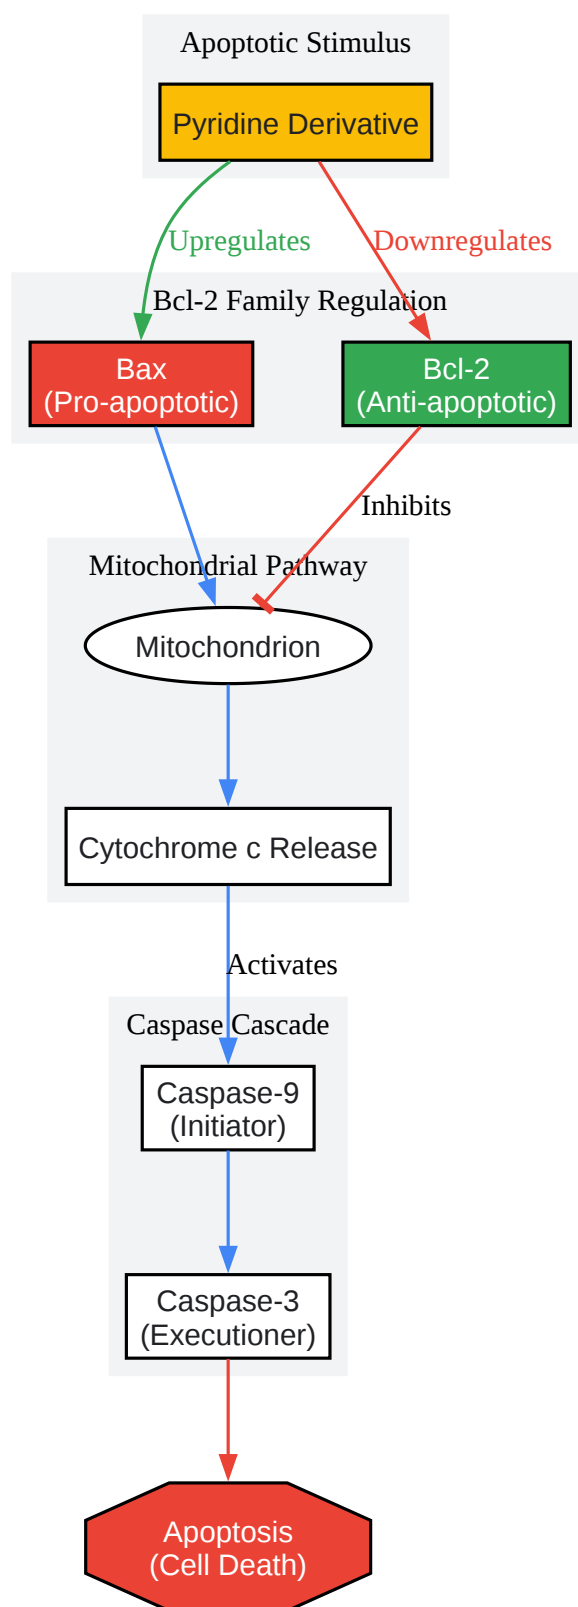 Apoptotic Stimulus
Pyridine Derivative
Upregulates
Downregulates
Bcl-2 Family Regulation
Bax
(Pro-apoptotic)
Bcl-2
(Anti-apoptotic)
Inhibits
Mitochondrial Pathway
Mitochondrion
Cytochrome c Release
Activates
Caspase Cascade
Caspase-9
(Initiator)
Caspase-3
(Executioner)
Apoptosis
(Cell Death)